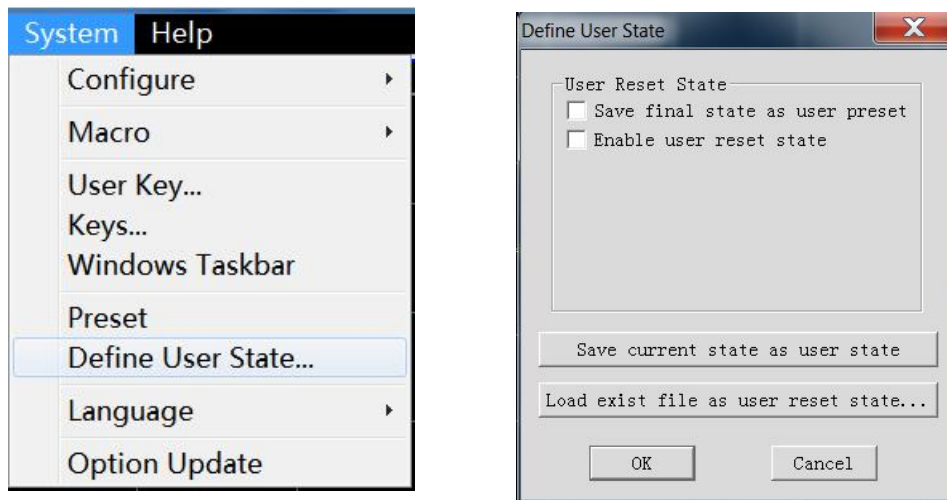 System Help
Configure
Macro
User Key...
Keys...
Windows Taskbar
Preset
Define User State...
Language
Option Update
Define User State
User Reset State
Save final state as user preset
Enable user reset state
Save current state as user state
Load exist file as user reset state...
OK Cancel